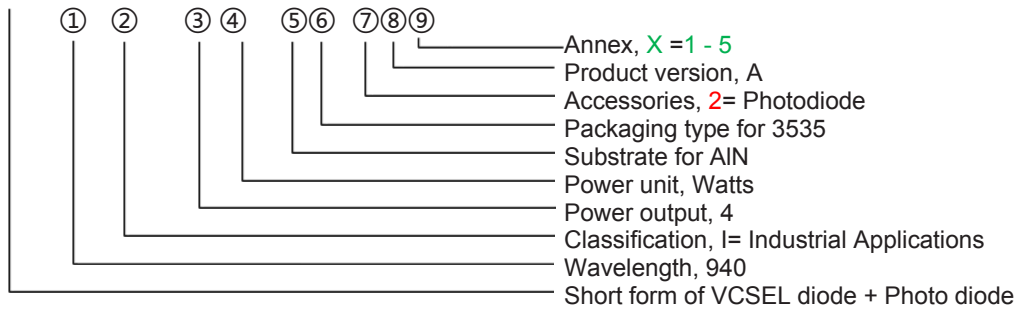 ① ② ③ ④ ⑤⑥ ⑦⑧⑨
Annex, X =1 - 5
Product version, A
Accessories, 2= Photodiode
Packaging type for 3535
Substrate for AlN
Power unit, Watts
Power output, 4
Classification, I= Industrial Applications
Wavelength, 940
Short form of VCSEL diode + Photo diode